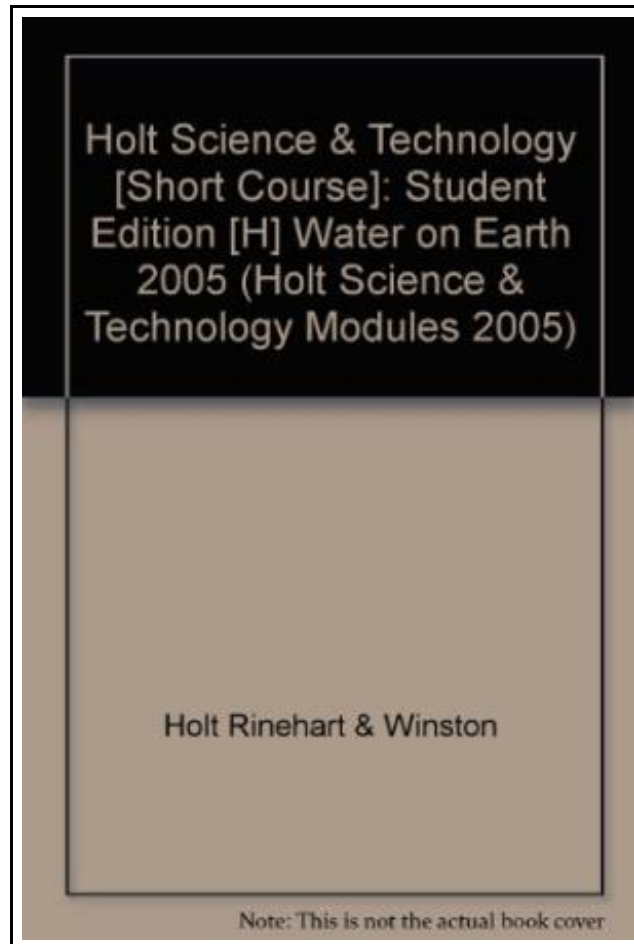 Holt Science & Technology
[Short Course]: Student
Edition [H] Water on Earth
2005 (Holt Science &
Technology Modules 2005)
Holt Rinehart & Winston
Note: This is not the actual book cover